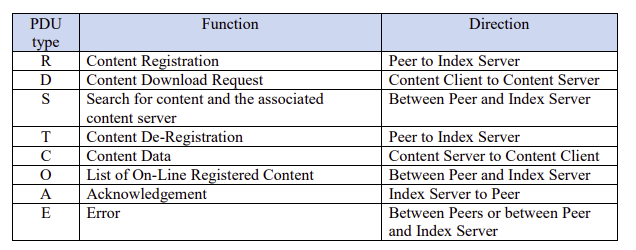 PDU type Function Direction
R Content Registration Peer to Index Server
D Content Download Request Content Client to Content Server
S Search for content and the associated content server Between Peer and Index Server
T Content De-Registration Peer to Index Server
C Content Data Content Server to Content Client
O List of On-Line Registered Content Between Peer and Index Server
A Acknowledgement Index Server to Peer
E Error Between Peers or between Peer and Index Server